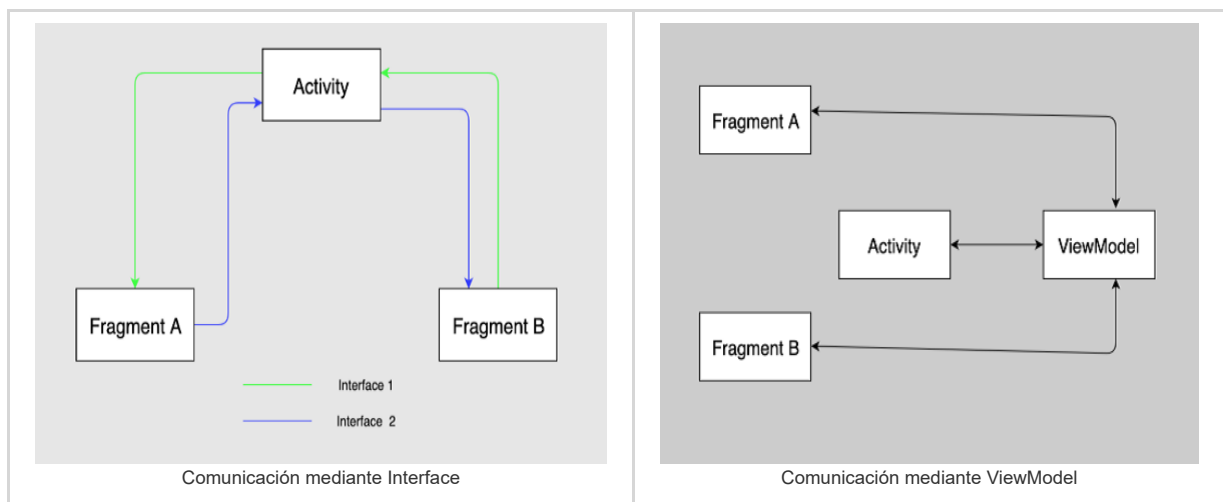 Activity
Fragment A
Fragment B
Interface 1
Interface 2
Comunicación mediante Interface
Fragment A
Activity
ViewModel
Fragment B
Comunicación mediante ViewModel